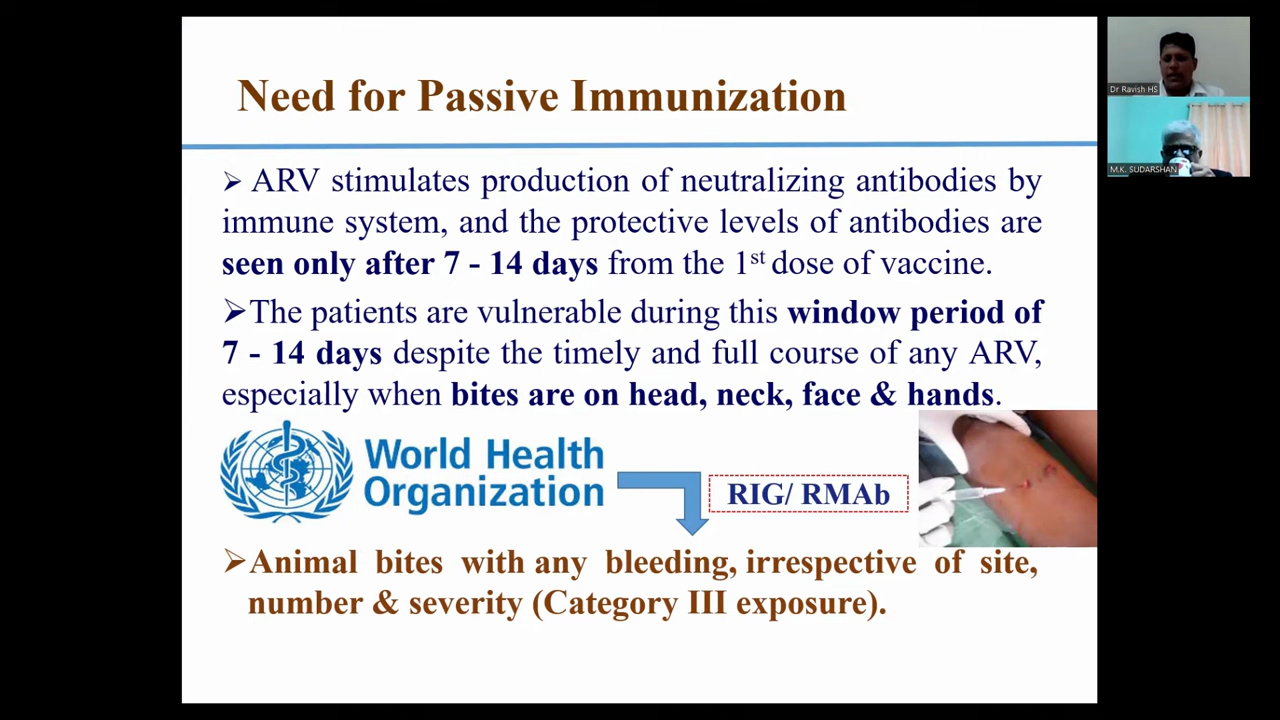 Need for Passive Immunization
➢ ARV stimulates production of neutralizing antibodies by
immune system, and the protective levels of antibodies are
seen only after 7 - 14 days from the 1st dose of vaccine.
➢The patients are vulnerable during this window period of
7 - 14 days despite the timely and full course of any ARV,
especially when bites are on head, neck, face & hands.
World Health
Organization
RIG/ RMAb
➢Animal bites with any bleeding, irrespective of site,
number & severity (Category III exposure).
Dr Ravish HS
M.K. SUDARSHAN